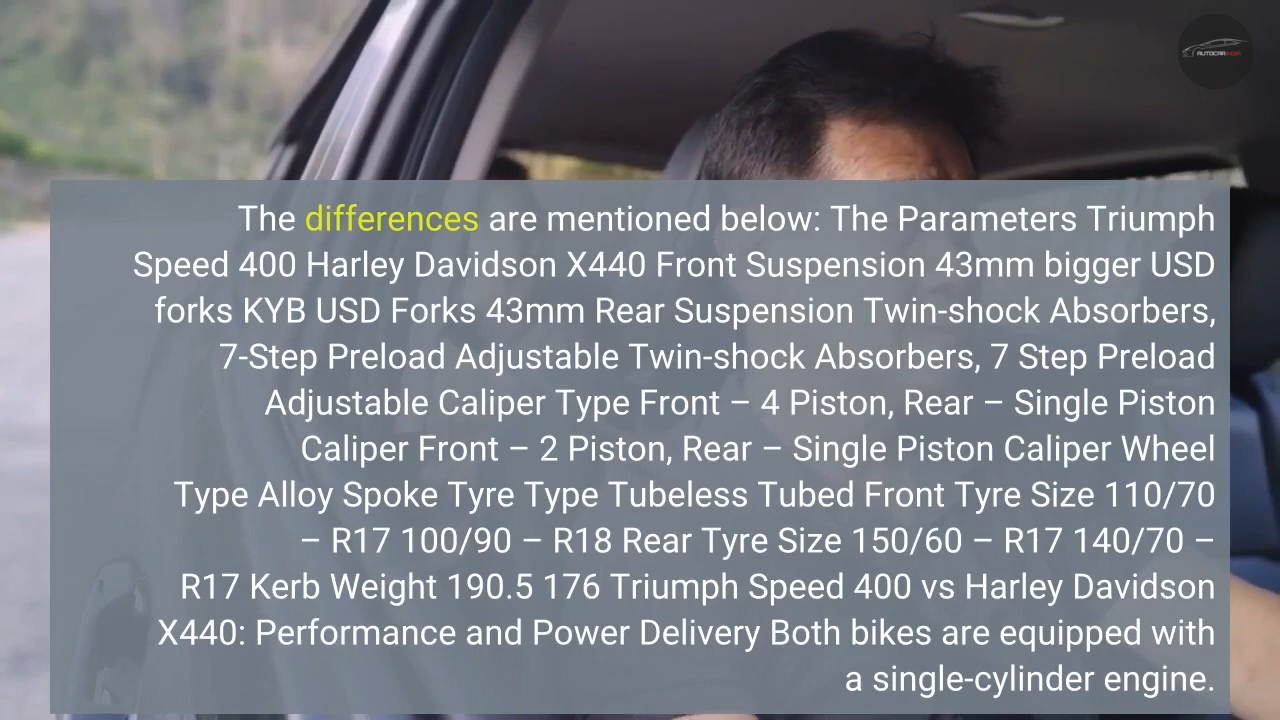 AUTOCARINDIA
The differences are mentioned below: The Parameters Triumph
Speed 400 Harley Davidson X440 Front Suspension 43mm bigger USD
forks KYB USD Forks 43mm Rear Suspension Twin-shock Absorbers,
7-Step Preload Adjustable Twin-shock Absorbers, 7 Step Preload
Adjustable Caliper Type Front – 4 Piston, Rear – Single Piston
Caliper Front – 2 Piston, Rear – Single Piston Caliper Wheel
Type Alloy Spoke Tyre Type Tubeless Tubed Front Tyre Size 110/70
– R17 100/90 – R18 Rear Tyre Size 150/60 – R17 140/70 –
R17 Kerb Weight 190.5 176 Triumph Speed 400 vs Harley Davidson
X440: Performance and Power Delivery Both bikes are equipped with
a single-cylinder engine.